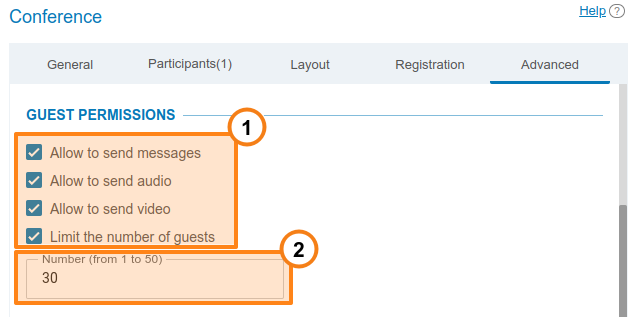 Conference
Help ?
General Participants(1) Layout Registration Advanced
GUEST PERMISSIONS
1
Allow to send messages
Allow to send audio
Allow to send video
Limit the number of guests
2
Number (from 1 to 50)
30